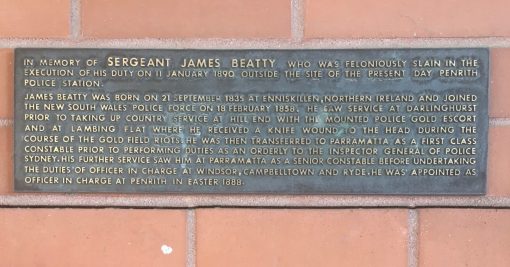 IN MEMORY OF SERGEANT JAMES BEATTY, WHO WAS FELONIOUSLY SLAIN IN THE
EXECUTION OF HIS DUTY ON 11 JANUARY 1890, OUTSIDE THE SITE OF THE PRESENT DAY PENRITH
POLICE STATION.
JAMES BEATTY WAS BORN ON 21 SEPTEMBER 1835 AT ENNISKILLEN, NORTHERN IRELAND AND JOINED
THE NEW SOUTH WALES POLICE FORCE ON 18 FEBRUARY 1858. HE SAW SERVICE AT DARLINGHURST
PRIOR TO TAKING UP COUNTRY SERVICE AT HILL END WITH THE MOUNTED POLICE GOLD ESCORT
AND AT LAMBING FLAT WHERE HE RECEIVED A KNIFE WOUND TO THE HEAD DURING THE
COURSE OF THE GOLD FIELD RIOTS. HE WAS THEN TRANSFERRED TO PARRAMATTA AS A FIRST CLASS
CONSTABLE PRIOR TO PERFORMING DUTIES AS AN ORDERLY TO THE INSPECTOR GENERAL OF POLICE
SYDNEY. HIS FURTHER SERVICE SAW HIM AT PARRAMATTA AS A SENIOR CONSTABLE BEFORE UNDERTAKING
THE DUTIES OF OFFICER IN CHARGE AT WINDSOR, CAMPBELLTOWN AND RYDE. HE WAS APPOINTED AS
OFFICER IN CHARGE AT PENRITH IN EASTER 1888.